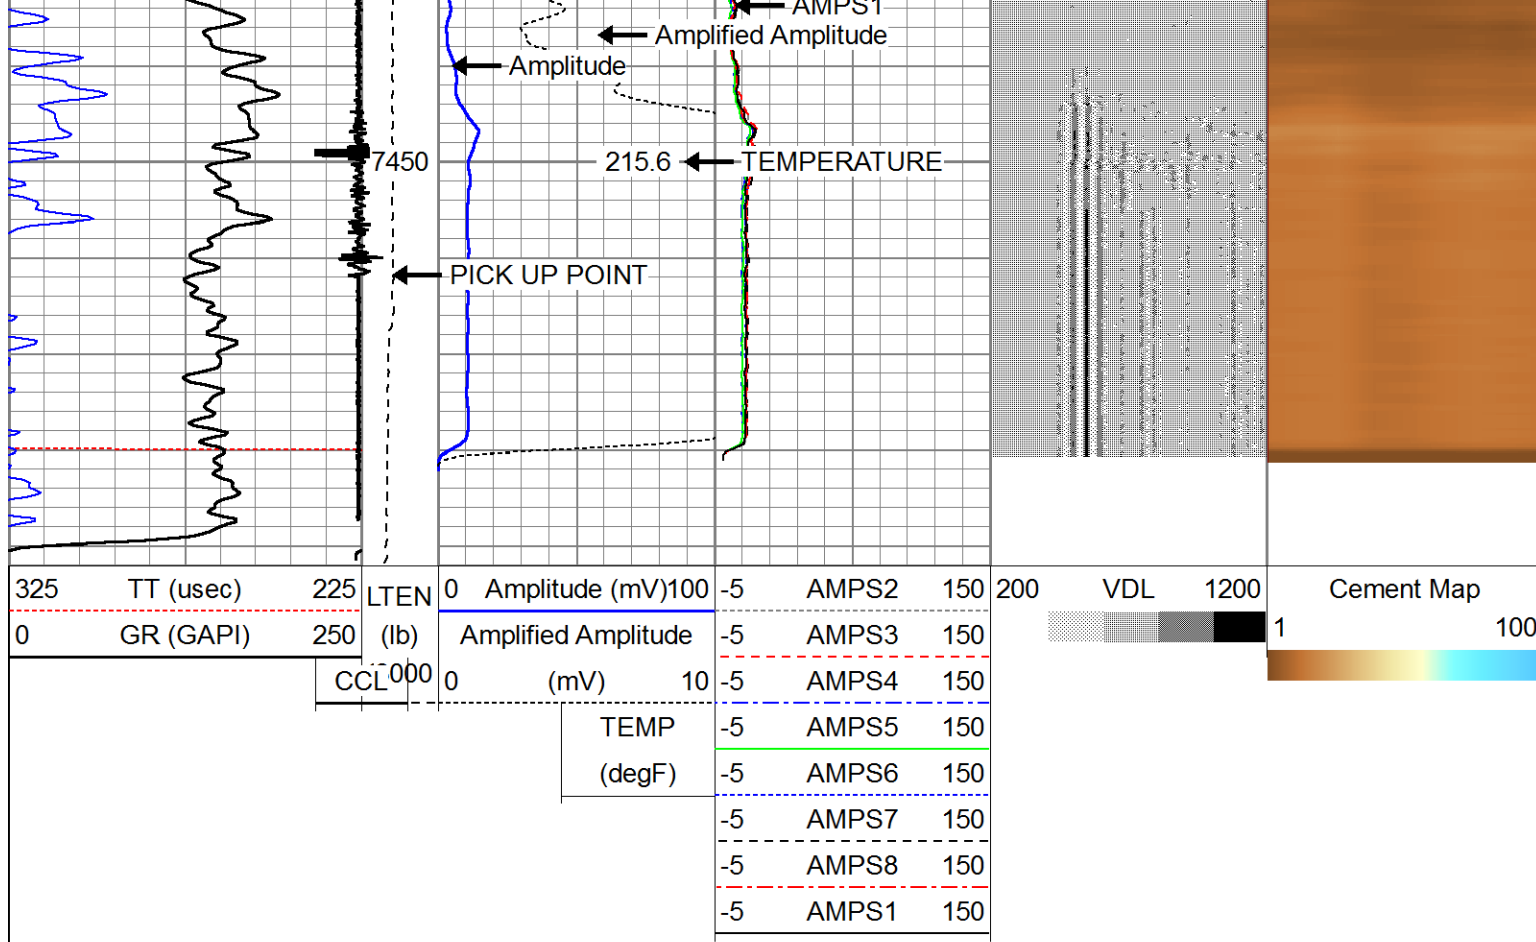 AMPS1
Amplified Amplitude
Amplitude
7450
215.6
TEMPERATURE
PICK UP POINT
325 TT (usec) 225
0 GR (GAPI) 250
CCL
LTEN
(lb)
000
0 Amplitude (mV)100
Amplified Amplitude
0 (mV) 10
TEMP
(degF)
-5 AMPS2 150
-5 AMPS3 150
-5 AMPS4 150
-5 AMPS5 150
-5 AMPS6 150
-5 AMPS7 150
-5 AMPS8 150
-5 AMPS1 150
200 VDL 1200
Cement Map
1 100